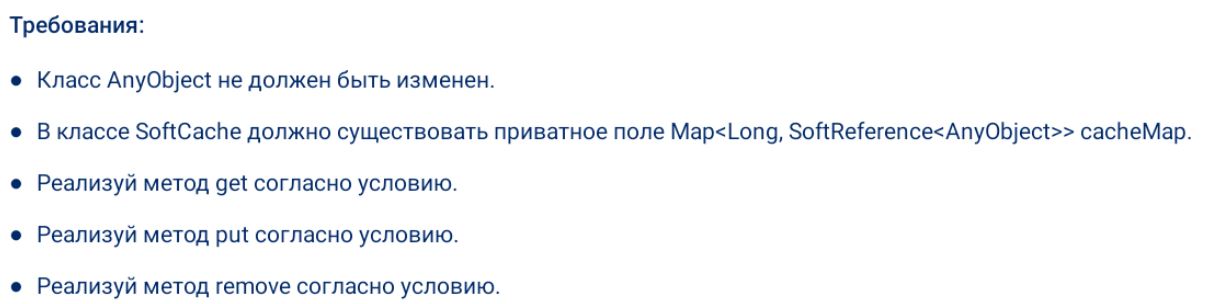 Требования:
● Класс AnyObject не должен быть изменен.
● В классе SoftCache должно существовать приватное поле Map<Long, SoftReference<AnyObject>> cacheMap.
● Реализуй метод get согласно условию.
● Реализуй метод put согласно условию.
● Реализуй метод remove согласно условию.